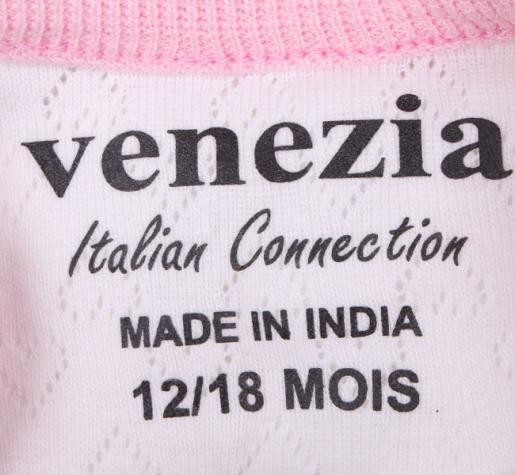 venezia
Italian Connection
MADE IN INDIA
12/18 MOIS